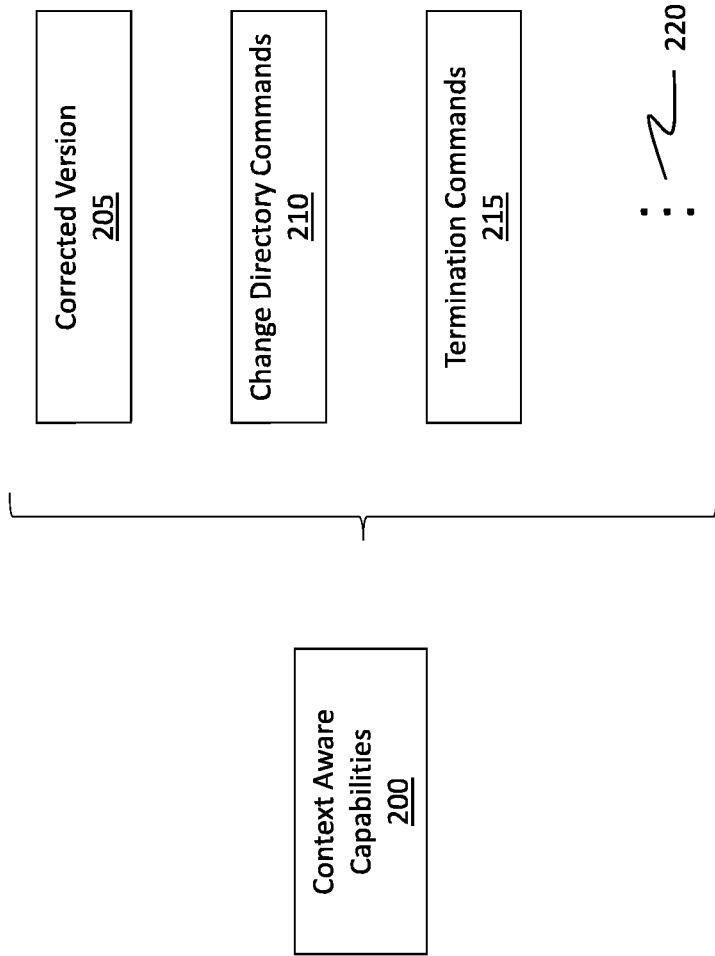 Context Aware
Capabilities
200
Corrected Version
205
Change Directory Commands
210
Termination Commands
215
220